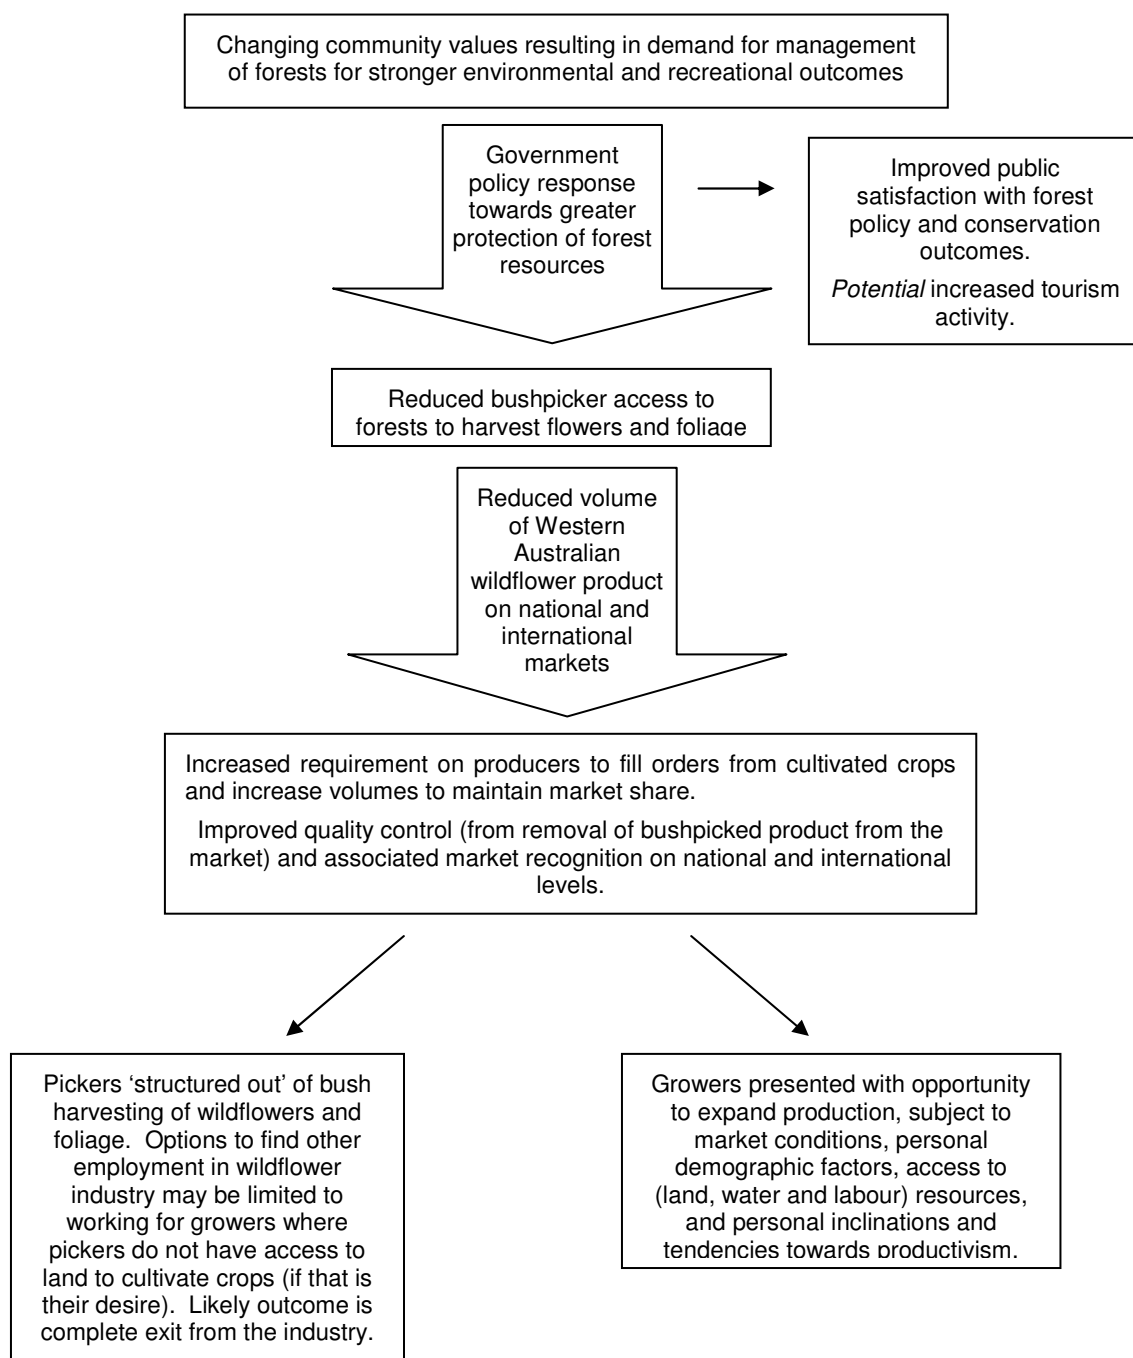 Changing community values resulting in demand for management
of forests for stronger environmental and recreational outcomes
Government
policy response
towards greater
protection of forest
resources
Improved public
satisfaction with forest
policy and conservation
outcomes.
Potential increased tourism
activity.
Reduced bushpicker access to
forests to harvest flowers and foliage
Reduced volume
of Western
Australian
wildflower product
on national and
international
markets
Increased requirement on producers to fill orders from cultivated crops
and increase volumes to maintain market share.
Improved quality control (from removal of bushpicked product from the
market) and associated market recognition on national and international
levels.
Pickers ‘structured out’ of bush
harvesting of wildflowers and
foliage.  Options to find other
employment in wildflower
industry may be limited to
working for growers where
pickers do not have access to
land to cultivate crops (if that is
their desire).  Likely outcome is
complete exit from the industry.
Growers presented with opportunity
to expand production, subject to
market conditions, personal
demographic factors, access to
(land, water and labour) resources,
and personal inclinations and
tendencies towards productivism.